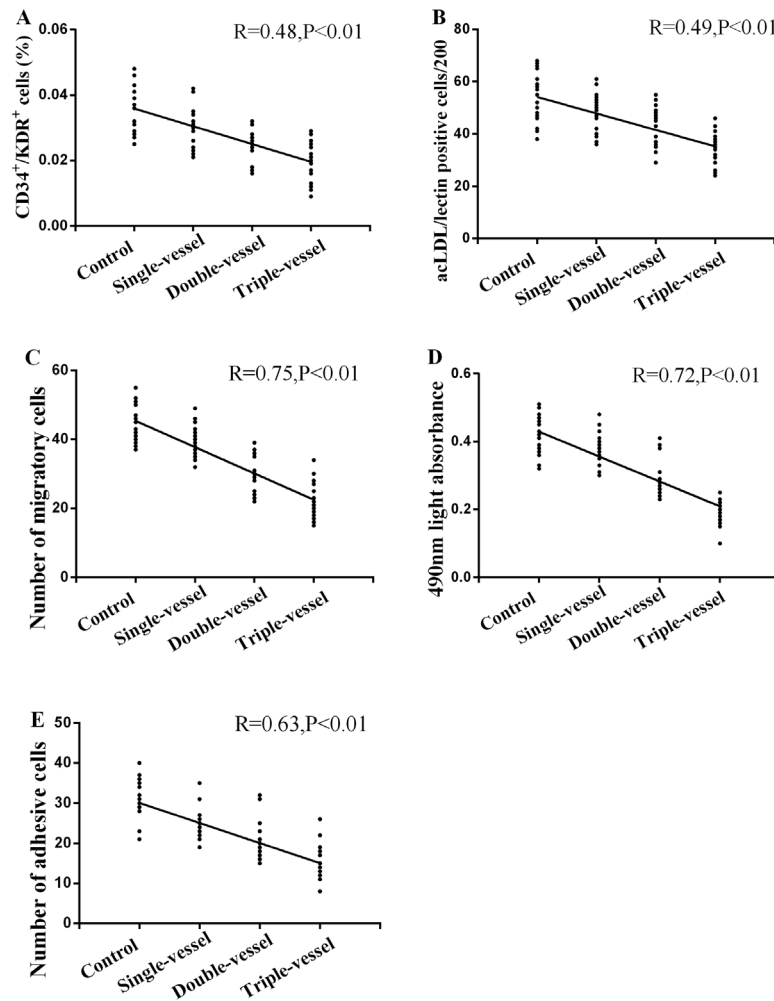 A
R=0.48,P<0.01
CD34⁺/KDR⁺ cells (%)
0.06
0.04
0.02
0.00
Control
Single-vessel
Double-vessel
Triple-vessel
B
R=0.49,P<0.01
acLDL/lectin positive cells/200
80
60
40
20
0
Control
Single-vessel
Double-vessel
Triple-vessel
C
R=0.75,P<0.01
Number of migratory cells
60
40
20
0
Control
Single-vessel
Double-vessel
Triple-vessel
D
R=0.72,P<0.01
490nm light absorbance
0.6
0.4
0.2
0.0
Control
Single-vessel
Double-vessel
Triple-vessel
E
R=0.63,P<0.01
Number of adhesive cells
50
40
30
20
10
0
Control
Single-vessel
Double-vessel
Triple-vessel